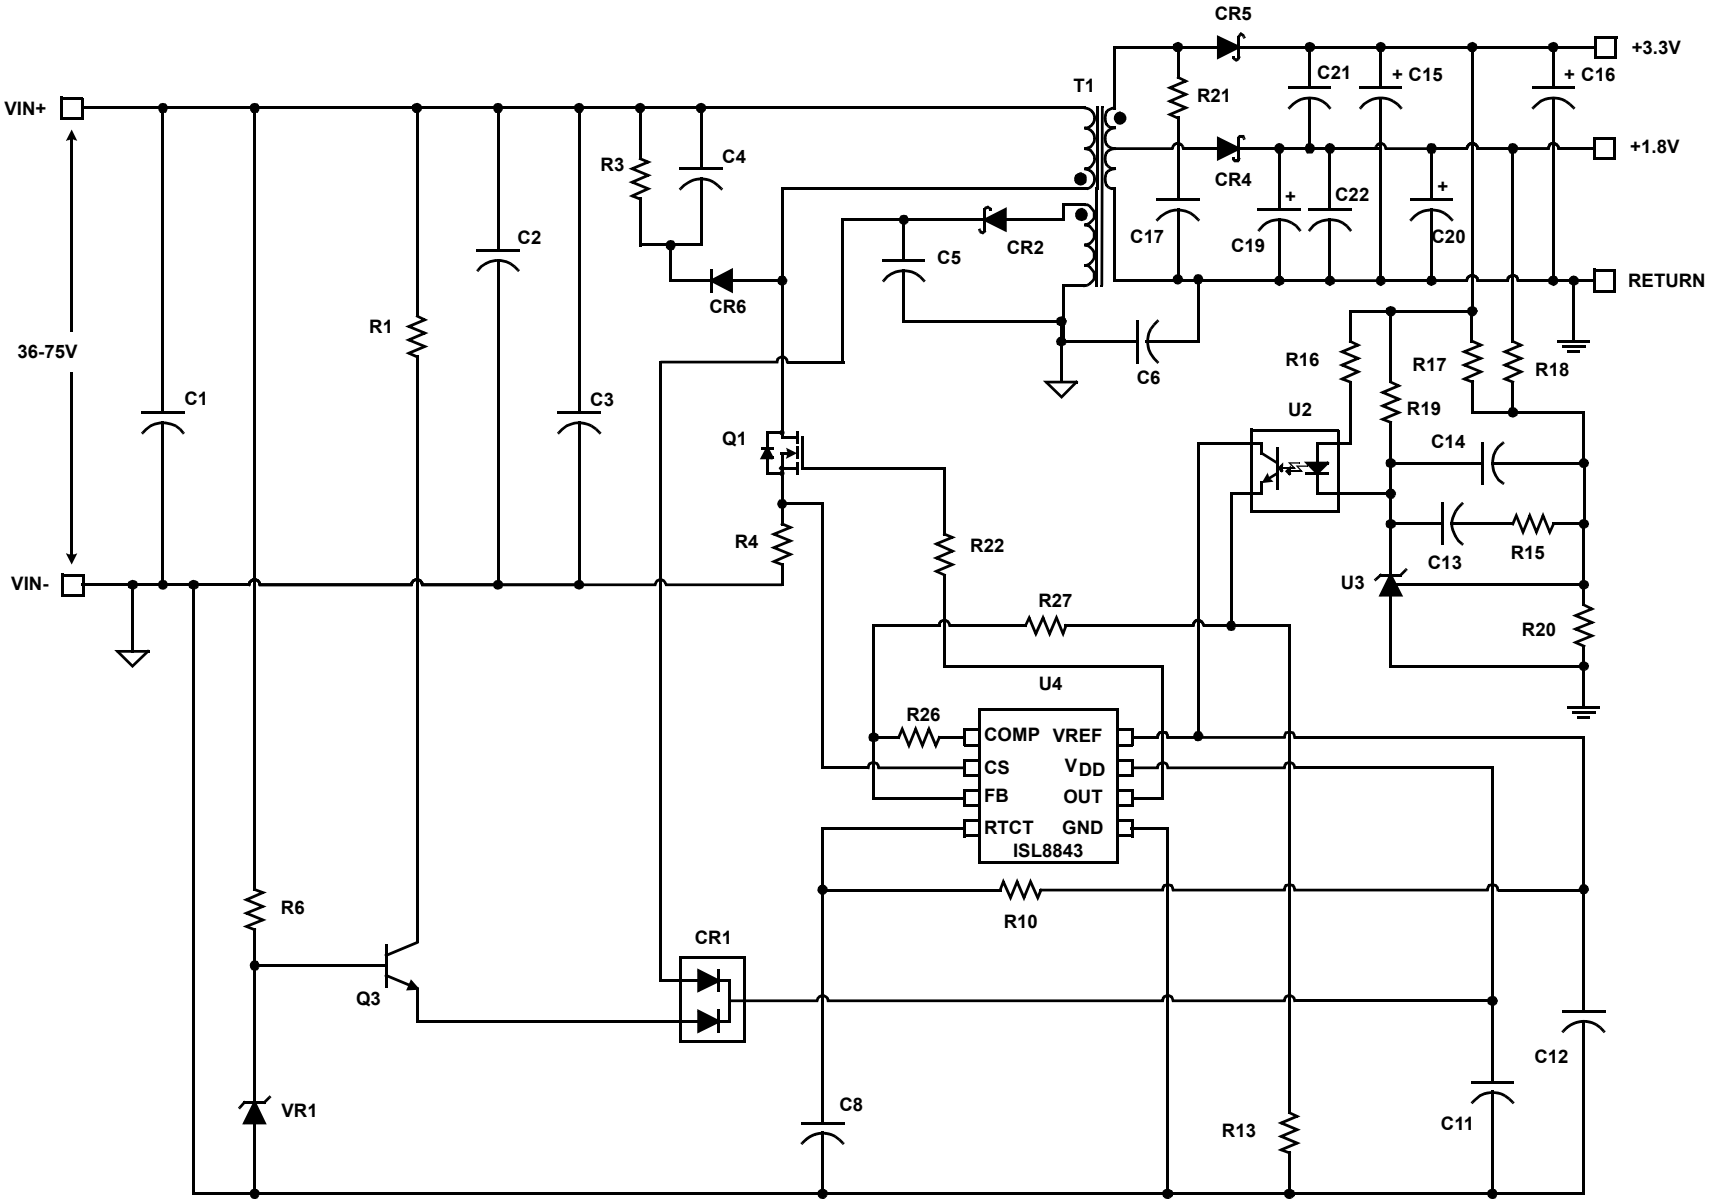 CR5
+3.3V
T1
C21
+ C15
+ C16
R21
VIN+
+1.8V
R3
C4
CR4
+
C22
+
C17
C19
C20
C2
CR2
C5
RETURN
CR6
R1
36-75V
R16
R17
R18
C6
C1
C3
U2
R19
Q1
C14
R4
R22
C13
R15
VIN-
U3
R27
R20
U4
R26
COMP
VREF
CS
VDD
FB
OUT
RTCT
GND
ISL8843
R6
R10
CR1
Q3
C12
VR1
C8
R13
C11